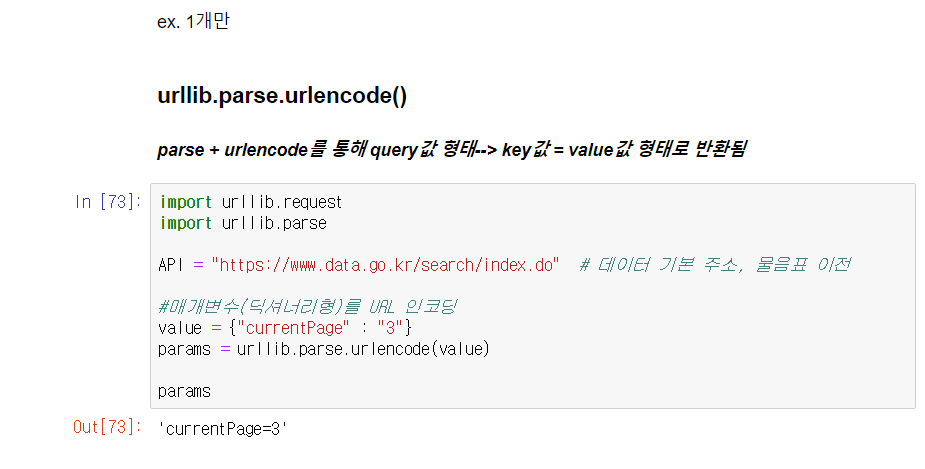 ex. 1개만
urllib.parse.urlencode()
parse + urlencode를 통해 query값 형태--> key값 = value값 형태로 반환됨
In [73]:
import urllib.request
import urllib.parse
API = "https://www.data.go.kr/search/index.do"  # 데이터 기본 주소, 물음표 이전
#매개변수(딕셔너리형)를 URL 인코딩
value = {"currentPage" : "3"}
params = urllib.parse.urlencode(value)
params
Out[73]:
'currentPage=3'